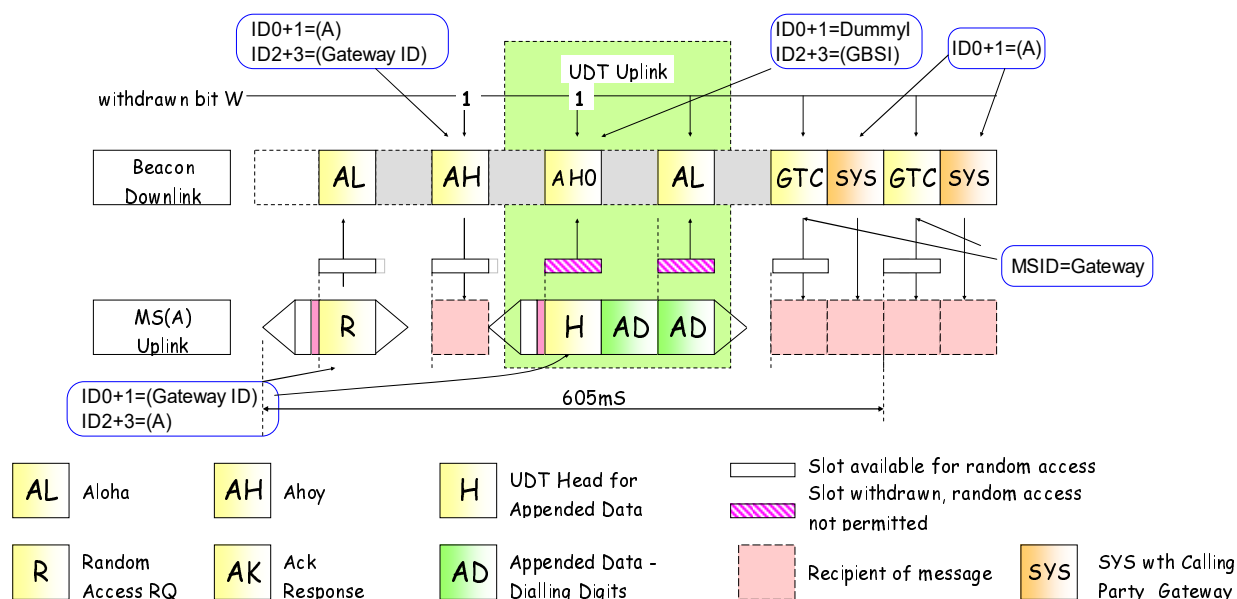 ID0+1=(A)
ID2+3=(Gateway ID)
ID0+1=DummyI
ID2+3=(GBSI)
ID0+1=(A)
UDT Uplink
withdrawn bit W
1
1
Beacon
Downlink
AL
AH
AH0
AL
GTC
SYS
GTC
SYS
MSID=Gateway
MS(A)
Uplink
R
H
AD
AD
ID0+1=(Gateway ID)
ID2+3=(A)
605mS
AL
Aloha
AH
Ahoy
H
UDT Head for
Appended Data
Slot available for random access
Slot withdrawn, random access
not permitted
R
Random
Access RQ
AK
Ack
Response
AD
Appended Data -
Dialling Digits
Recipient of message
SYS
SYS wth Calling
Party Gateway